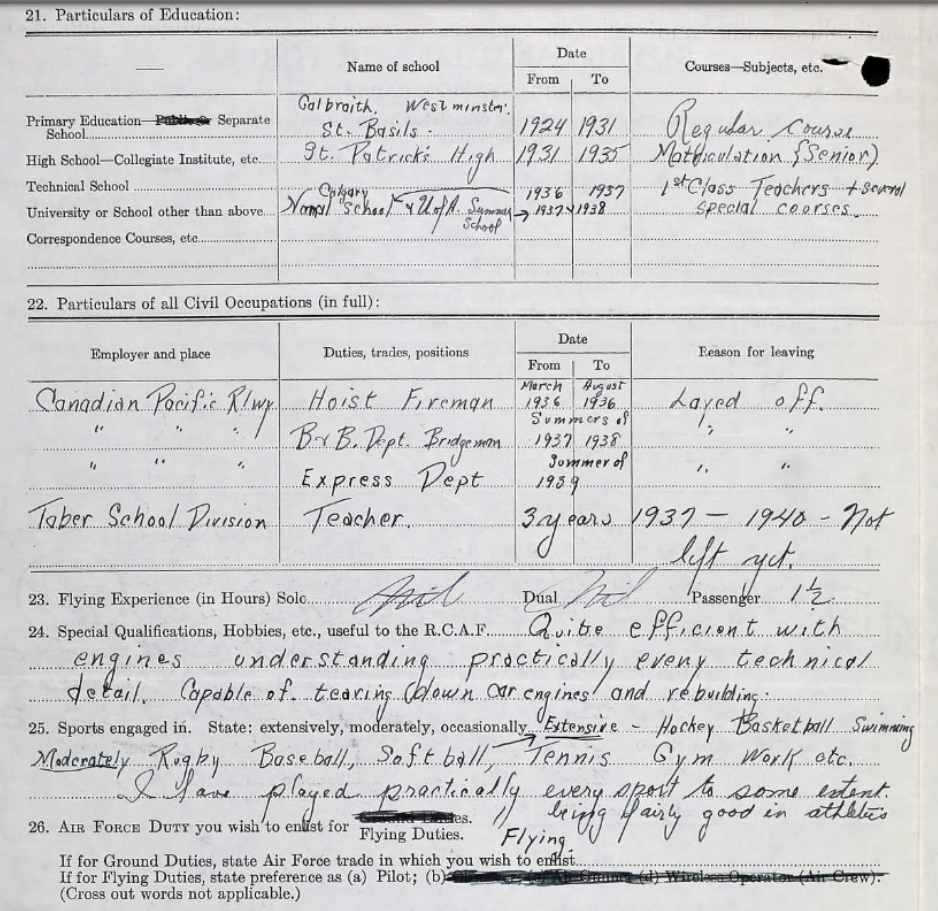 21. Particulars of Education:
Name of school
Date
From To
Courses—Subjects, etc.
Galbraith. Westminster.
Primary Education— Separate
School
St. Basils.
1924 1931
Regular Course
High School—Collegiate Institute, etc.
St. Patrick's High
1931 1935
Matriculation {Senior)
Technical School
Calgary
1936 1937
1st Class Teachers + several
University or School other than above
Normal School & U of A. Summer
School
→ 1937 & 1938
special courses
Correspondence Courses, etc.
22. Particulars of all Civil Occupations (in full):
Employer and place
Duties, trades, positions
Date
From To
Reason for leaving
Canadian Pacific Rlwy
Hoist Fireman
March 1936
August 1936
Layed off.
" " "
B & B. Dept. Bridgeman
Summers of
1937 1938
" "
" " "
Express Dept
Summer of
1939
" "
Taber School Division
Teacher.
3 years
1937 — 1940 - Not
left yet.
23. Flying Experience (in Hours) Solo Nil Dual Nil Passenger 1½
24. Special Qualifications, Hobbies, etc., useful to the R.C.A.F. Quite efficient with
engines understanding practically every technical
detail. Capable of tearing down car engines and rebuilding.
25. Sports engaged in. State: extensively, moderately, occasionally Extensive - Hockey Basketball Swimming
Moderately Rugby Baseball, Softball, Tennis Gym Work etc.
I have played practically every sport to some extent
being fairly good in athletics
26. AIR FORCE DUTY you wish to enlist for Ground Duties.
Flying Duties. Flying.
If for Ground Duties, state Air Force trade in which you wish to enlist
If for Flying Duties, state preference as (a) Pilot; (b) (d) Wireless Operator (Air Crew).
(Cross out words not applicable.)